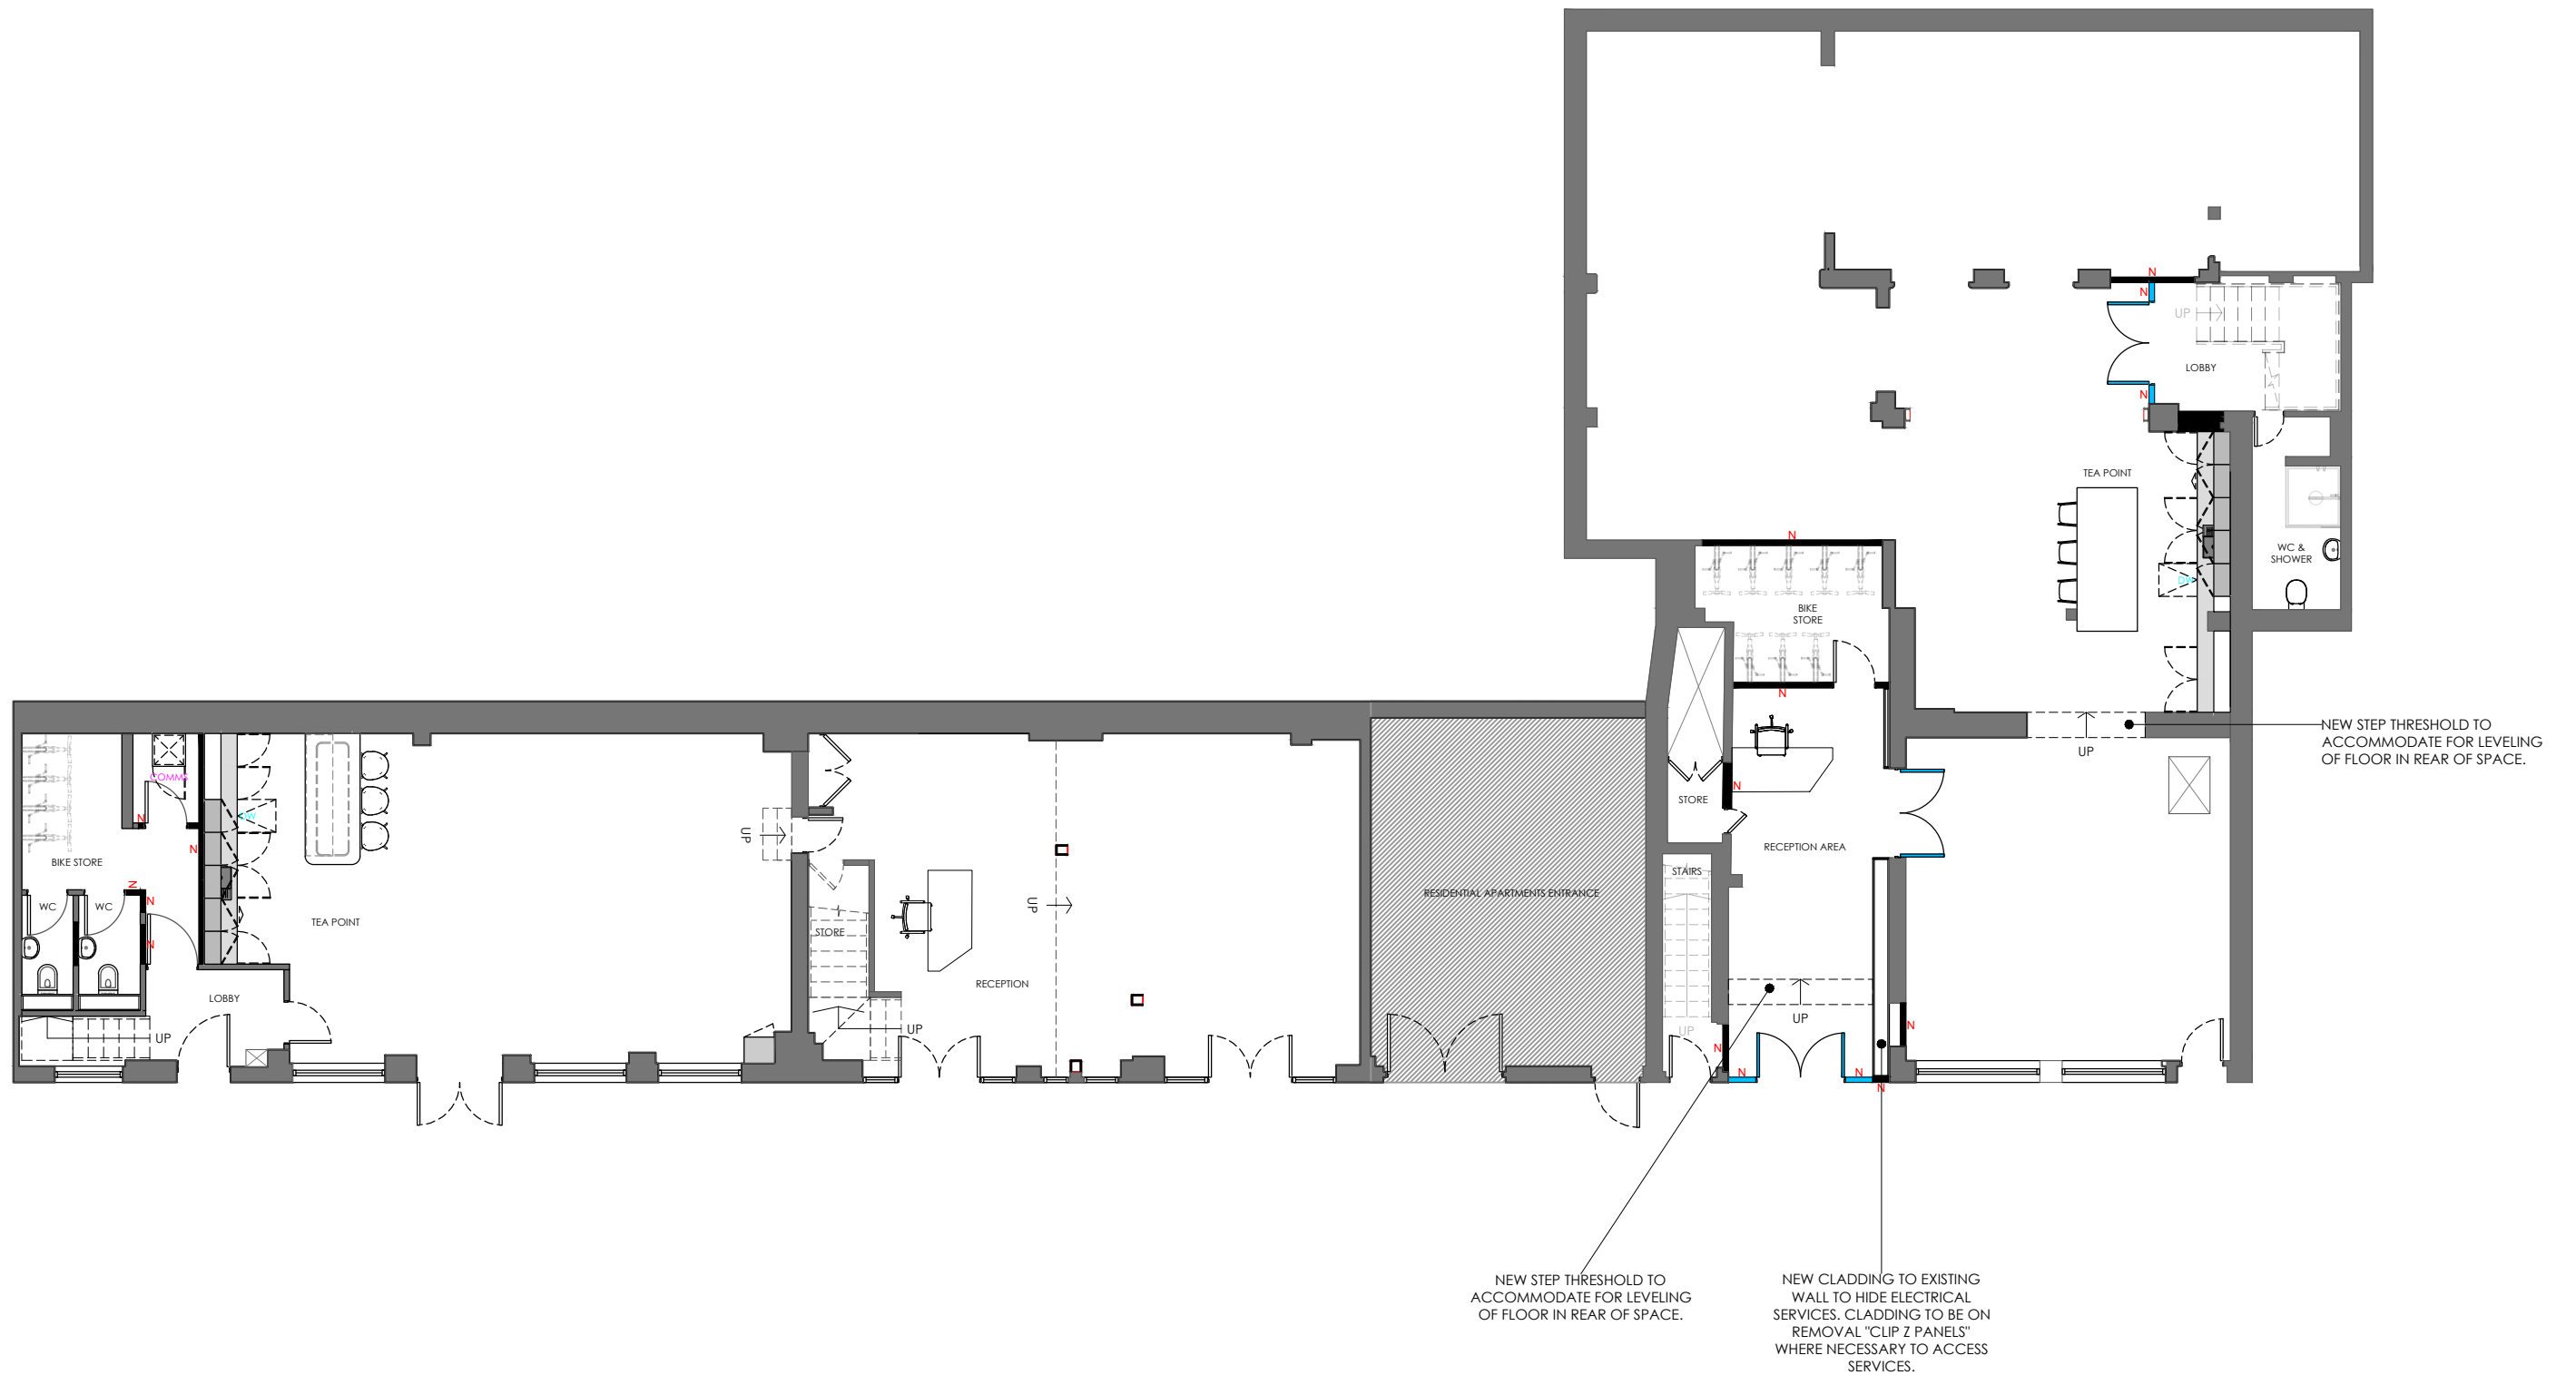 N
N
UP
LOBBY
N
TEA POINT
N
WC &
SHOWER
DW
BIKE
STORE
N
NEW STEP THRESHOLD TO
ACCOMMODATE FOR LEVELING
OF FLOOR IN REAR OF SPACE.
UP
COMMS
N
STORE
N
DW
N
UP
RECEPTION AREA
BIKE STORE
STAIRS
N
RESIDENTIAL APARTMENTS ENTRANCE
WC
WC
N
UP
TEA POINT
STORE
N
RECEPTION
LOBBY
UP
UP
UP
UP
N
N
N
N
N
NEW STEP THRESHOLD TO
ACCOMMODATE FOR LEVELING
OF FLOOR IN REAR OF SPACE.
NEW CLADDING TO EXISTING
WALL TO HIDE ELECTRICAL
SERVICES. CLADDING TO BE ON
REMOVAL "CLIP Z PANELS"
WHERE NECESSARY TO ACCESS
SERVICES.